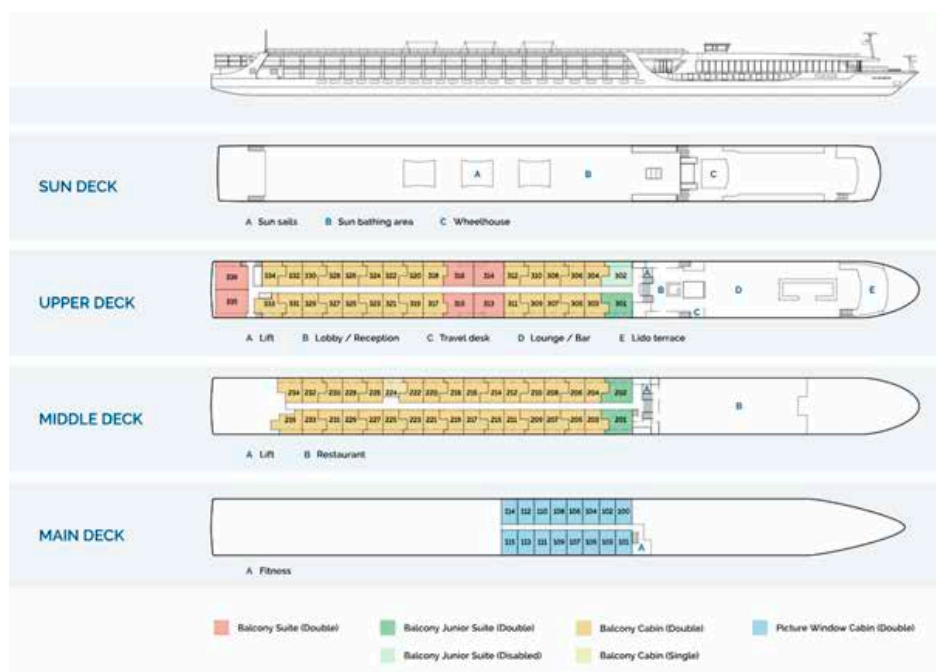 SUN DECK
A
B
C
A Sun sails B Sun bathing area C Wheelhouse
UPPER DECK
336 334 332 330 328 326 324 322 320 318 316 314 312 310 308 306 304 302 A
B D E
335 333 331 329 327 325 323 321 319 317 315 313 311 309 307 305 303 301 C
A Lift B Lobby / Reception C Travel desk D Lounge / Bar E Lido terrace
MIDDLE DECK
234 232 230 228 226 224 222 220 218 216 214 212 210 208 206 204 202 A
B
233 231 229 227 225 223 221 219 217 215 211 209 207 205 203 201
A Lift B Restaurant
MAIN DECK
114 112 110 108 106 104 102 100
115 113 111 109 107 105 103 101 A
A Fitness
Balcony Suite (Double) Balcony Junior Suite (Double) Balcony Cabin (Double) Picture Window Cabin (Double)
Balcony Junior Suite (Disabled) Balcony Cabin (Single)